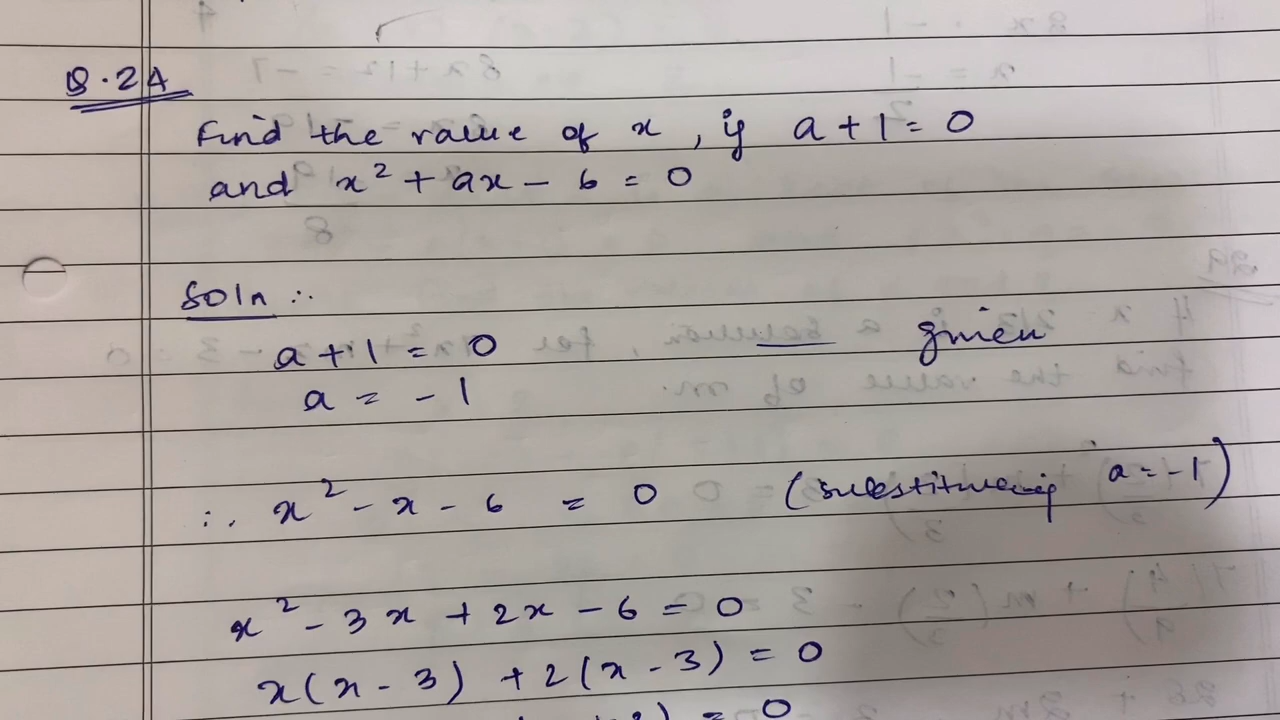 Q.24
Find the value of x, if a + 1 = 0
and x² + ax - 6 = 0
Soln :.
a + 1 = 0 — given
a = - 1
∴ x² - x - 6 = 0 (substituting a = -1)
x² - 3x + 2x - 6 = 0
x(x - 3) + 2(x - 3) = 0
) = 0